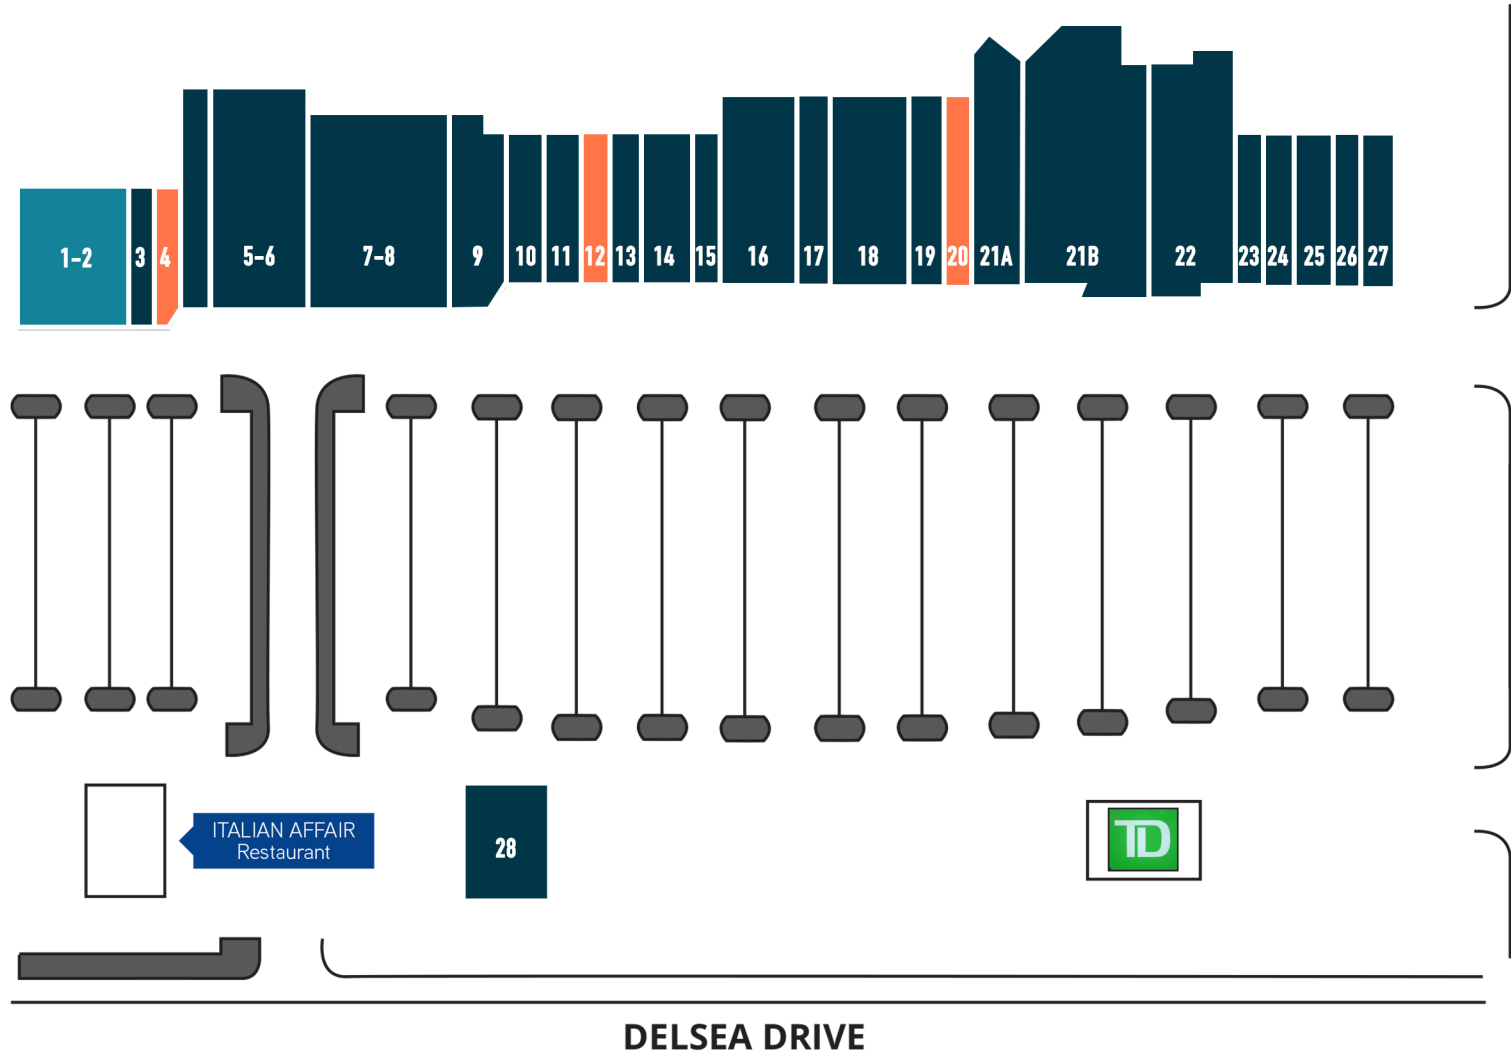 1-2 3 4 5-6 7-8 9 10 11 12 13 14 15 16 17 18 19 20 21A 21B 22 23 24 25 26 27
ITALIAN AFFAIR
Restaurant
28
TD
DELSEA DRIVE